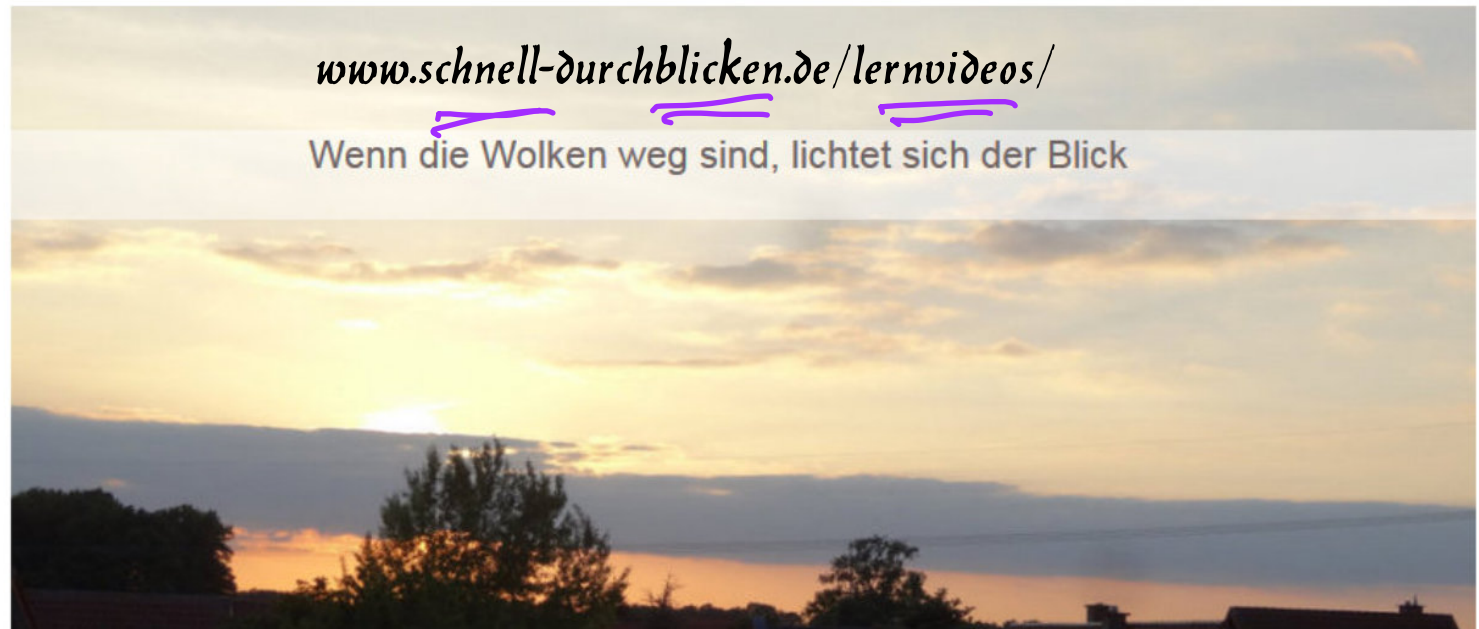 www.schnell-durchblicken.de/lernvideos/
Wenn die Wolken weg sind, lichtet sich der Blick